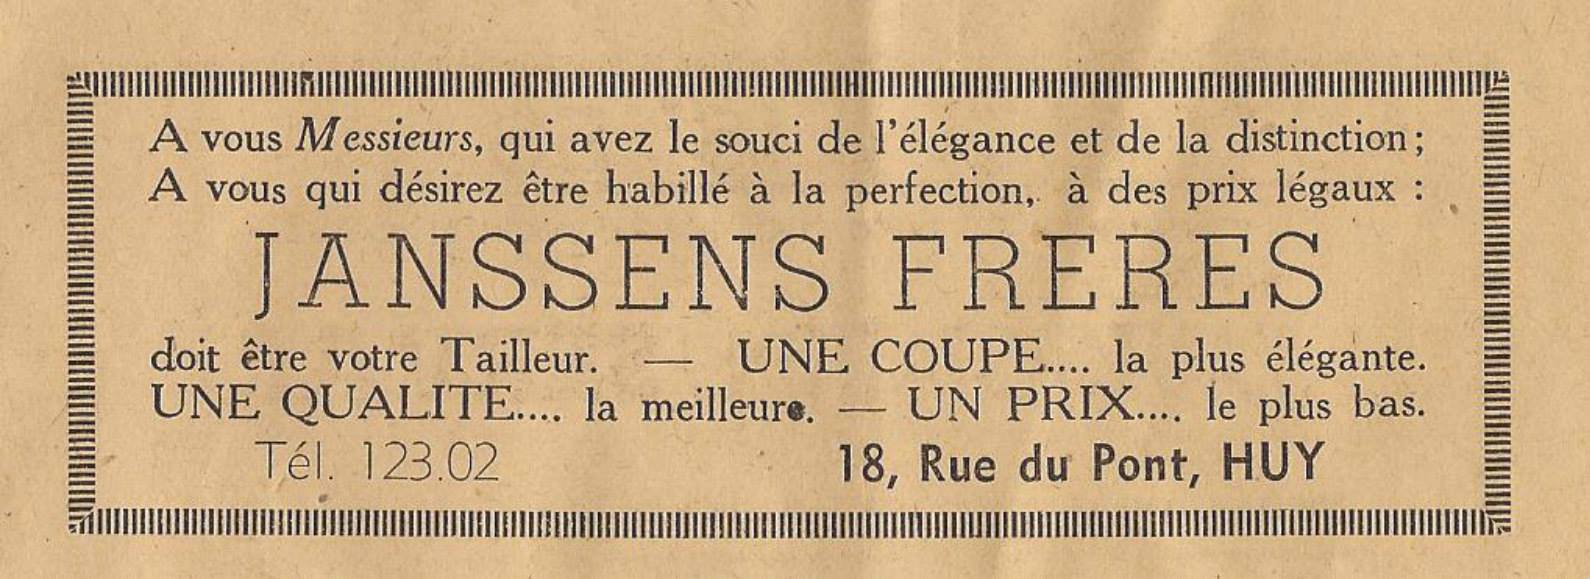 A vous Messieurs, qui avez le souci de l'élégance et de la distinction;
A vous qui désirez être habillé à la perfection, à des prix légaux :
JANSSENS FRERES
doit être votre Tailleur. — UNE COUPE.... la plus élégante.
UNE QUALITE.... la meilleure. — UN PRIX.... le plus bas.
Tél. 123.02 18, Rue du Pont, HUY